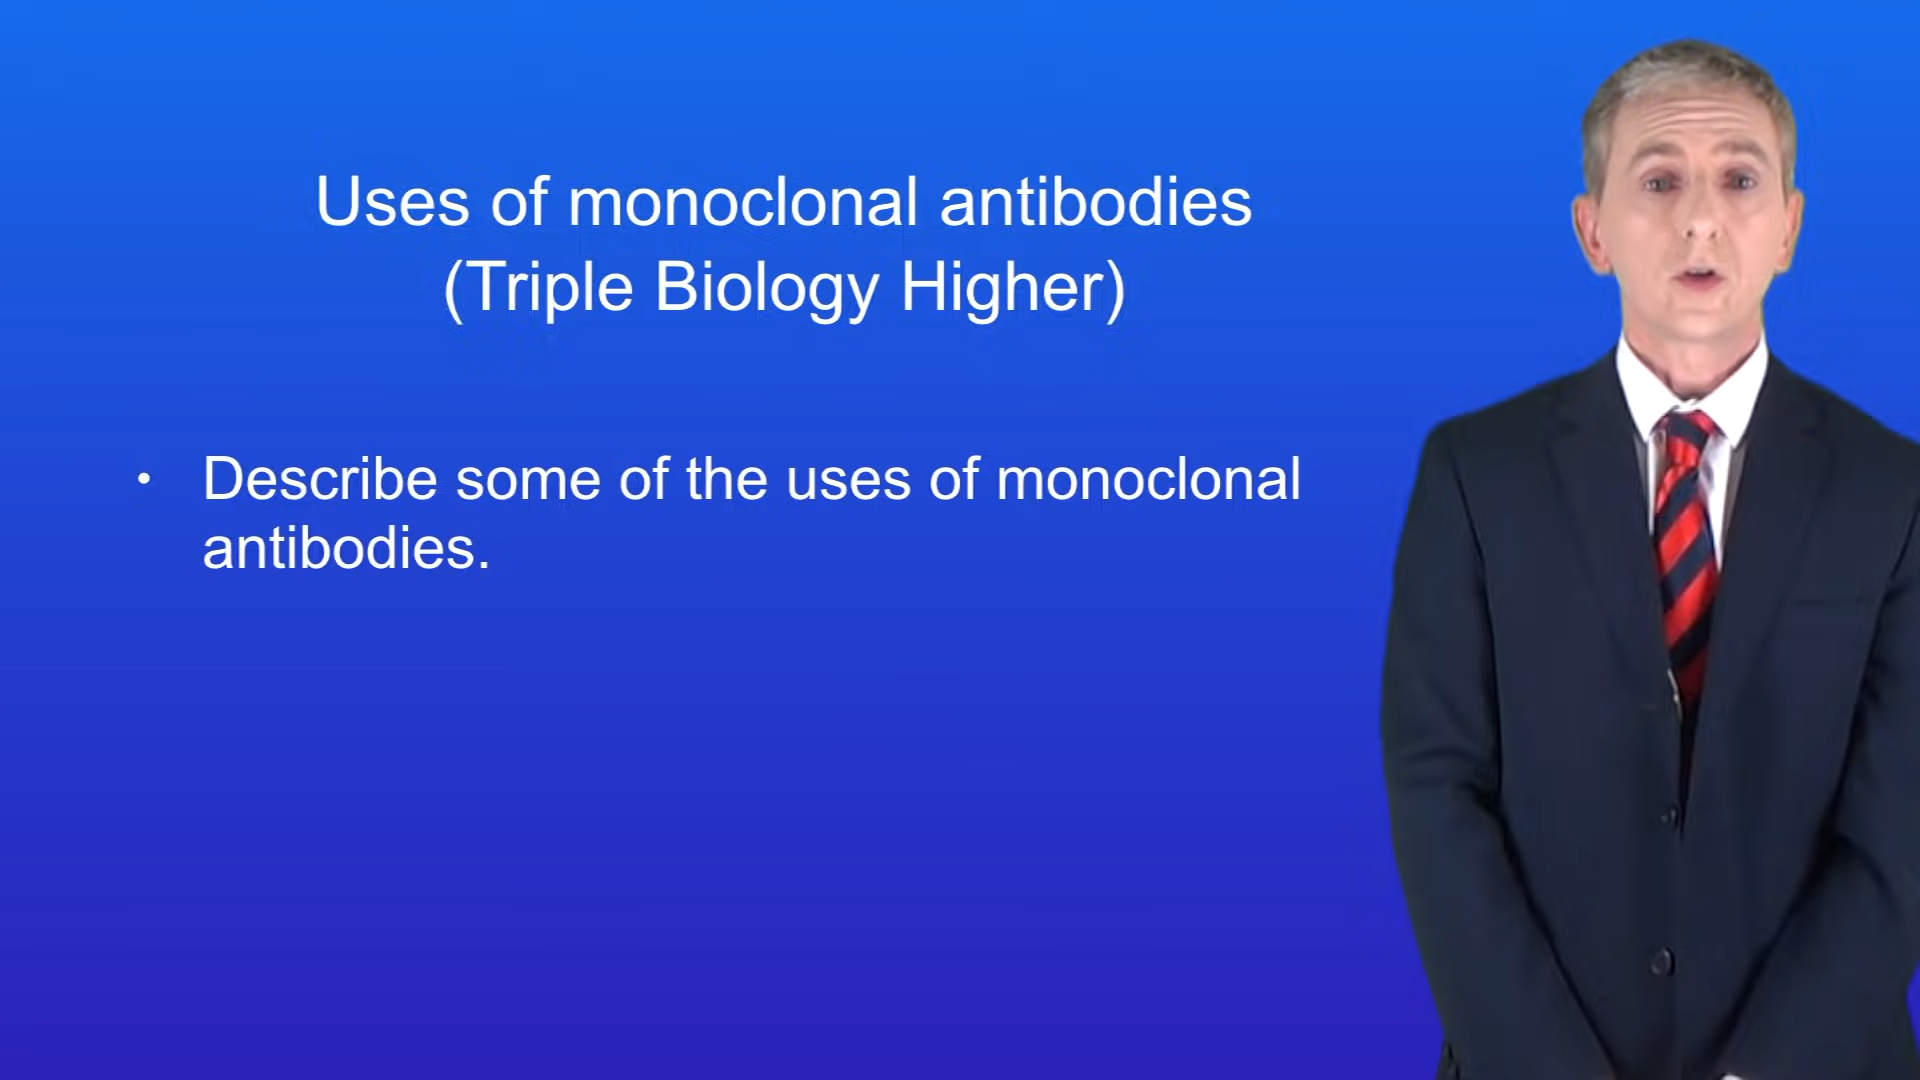 Uses of monoclonal antibodies
(Triple Biology Higher)
• Describe some of the uses of monoclonal
antibodies.